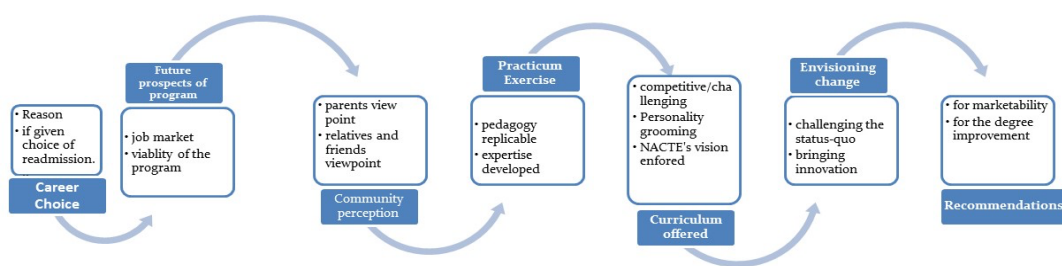 • Reason
• if given
choice of
readmission.
..
Career
Choice
Future
prospects of
program
• job market
• viablity of the
program
• parents view
point
• relatives and
friends
viewpoint
Community
perception
Practicum
Exercise
• pedagogy
replicable
• expertise
developed
• competitive/cha
llenging
• Personality
grooming
• NACTE's vision
enfored
Curriculum
offered
Envisioning
change
• challenging the
status-quo
• bringing
innovation
• for marketability
• for the degree
improvement
Recommendations